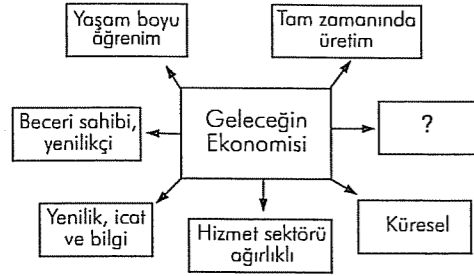 Yaşam boyu
öğrenim
Tam zamanında
üretim
Beceri sahibi,
yenilikçi
Geleceğin
Ekonomisi
?
Yenilik, icat
ve bilgi
Hizmet sektörü
ağırlıklı
Küresel